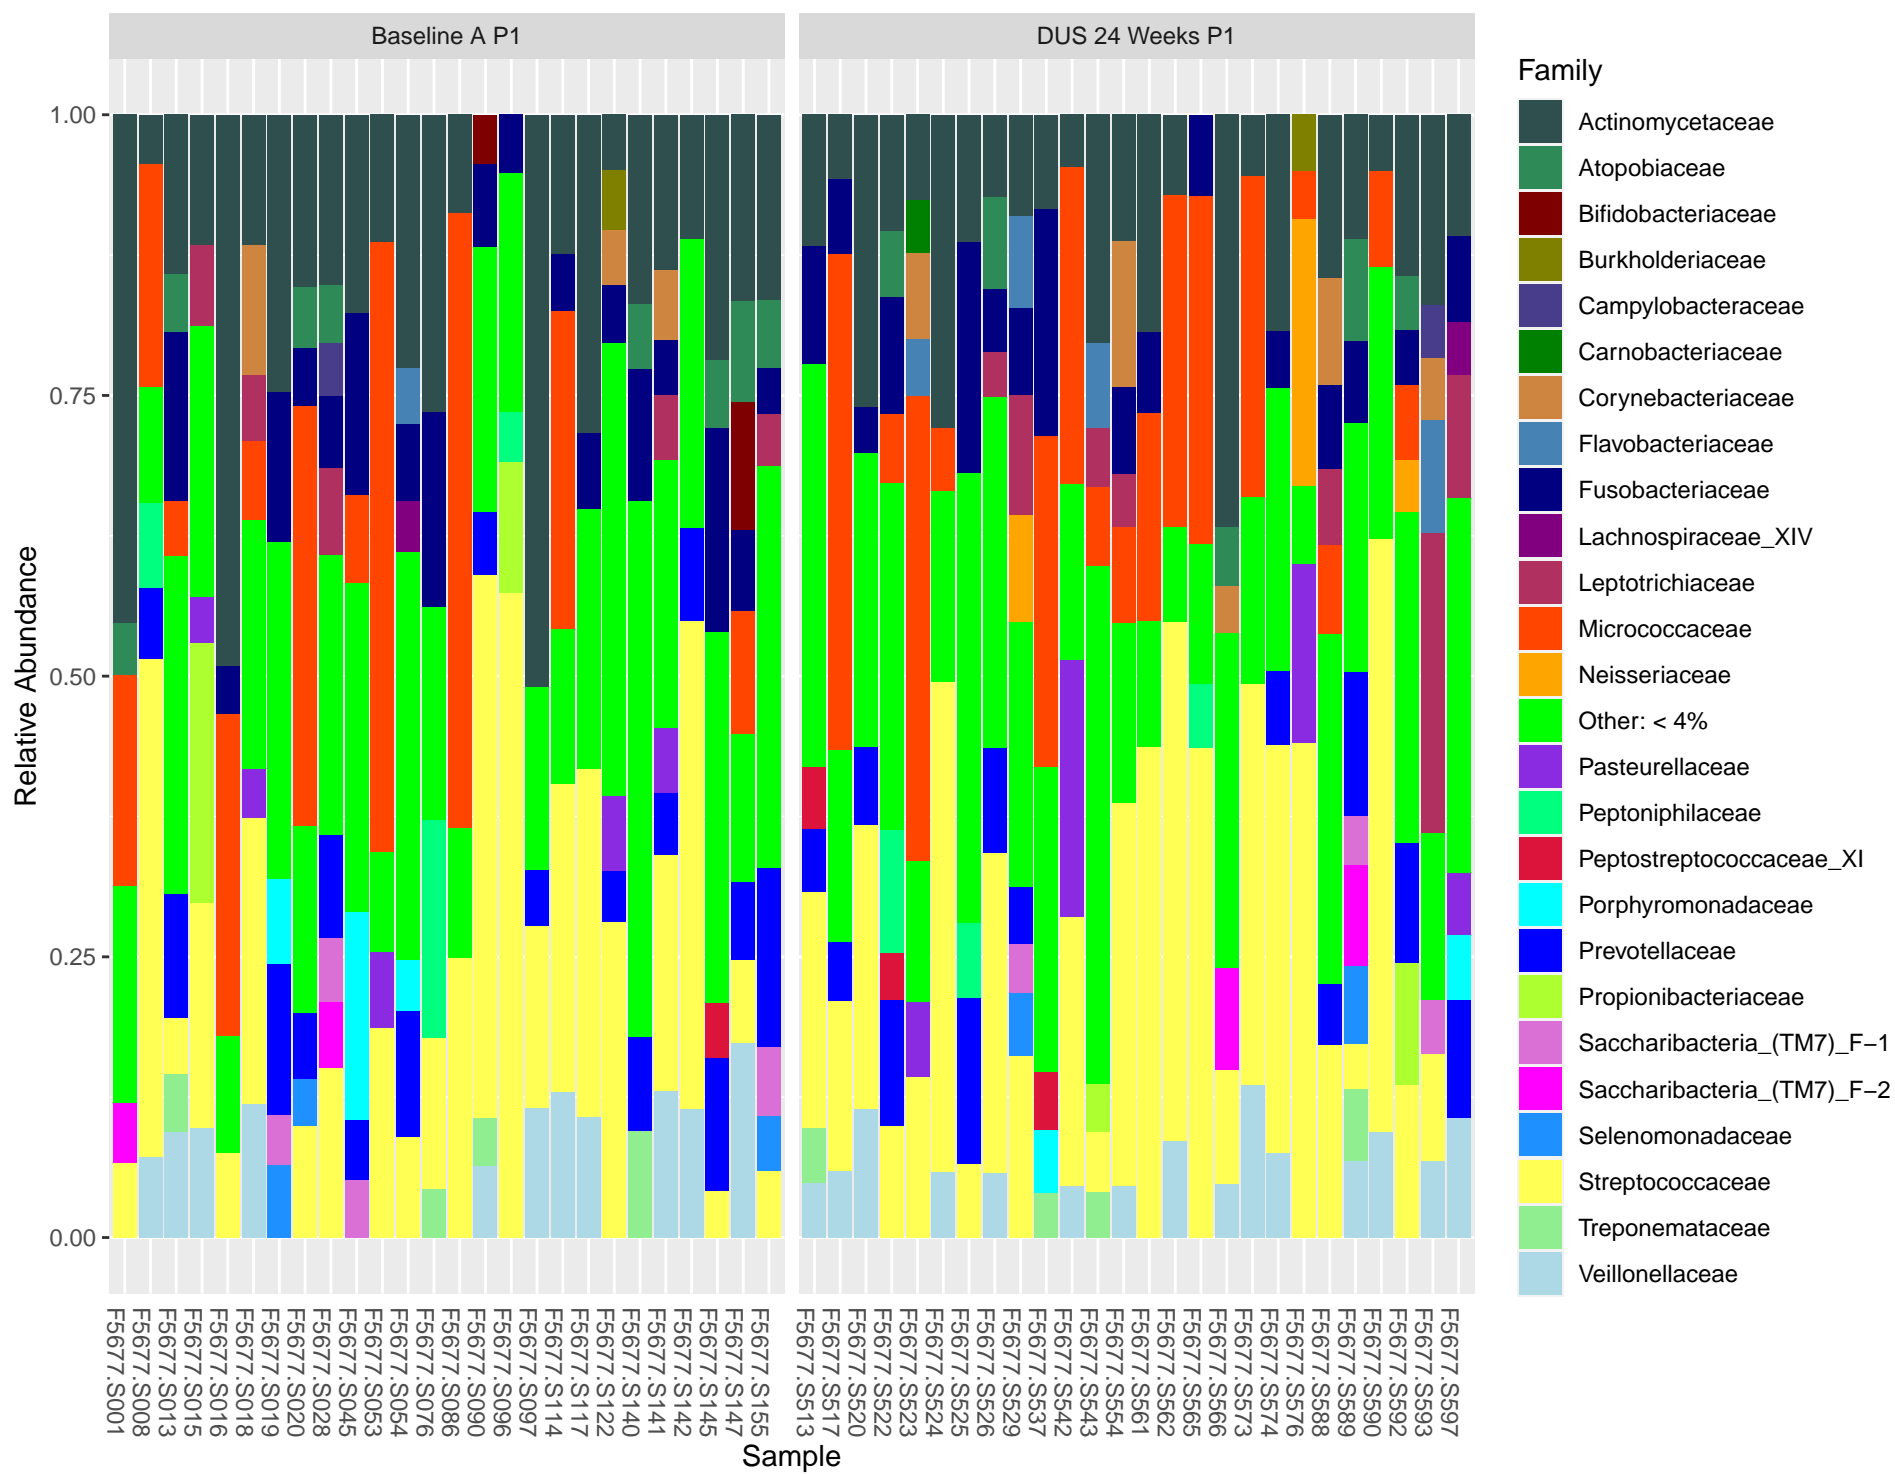 Baseline A P1
DUS 24 Weeks P1
Relative Abundance
1.00
0.75
0.50
0.25
0.00
F5677.S001
F5677.S008
F5677.S013
F5677.S015
F5677.S016
F5677.S018
F5677.S019
F5677.S020
F5677.S028
F5677.S045
F5677.S053
F5677.S054
F5677.S076
F5677.S086
F5677.S090
F5677.S096
F5677.S097
F5677.S114
F5677.S117
F5677.S122
F5677.S140
F5677.S141
F5677.S142
F5677.S145
F5677.S147
F5677.S155
F5677.S513
F5677.S517
F5677.S520
F5677.S522
F5677.S523
F5677.S524
F5677.S525
F5677.S526
F5677.S529
F5677.S537
F5677.S542
F5677.S543
F5677.S554
F5677.S561
F5677.S562
F5677.S565
F5677.S566
F5677.S573
F5677.S574
F5677.S576
F5677.S588
F5677.S589
F5677.S590
F5677.S592
F5677.S593
F5677.S597
Sample
Family
Actinomycetaceae
Atopobiaceae
Bifidobacteriaceae
Burkholderiaceae
Campylobacteraceae
Carnobacteriaceae
Corynebacteriaceae
Flavobacteriaceae
Fusobacteriaceae
Lachnospiraceae_XIV
Leptotrichiaceae
Micrococcaceae
Neisseriaceae
Other: < 4%
Pasteurellaceae
Peptoniphilaceae
Peptostreptococcaceae_XI
Porphyromonadaceae
Prevotellaceae
Propionibacteriaceae
Saccharibacteria_(TM7)_F−1
Saccharibacteria_(TM7)_F−2
Selenomonadaceae
Streptococcaceae
Treponemataceae
Veillonellaceae